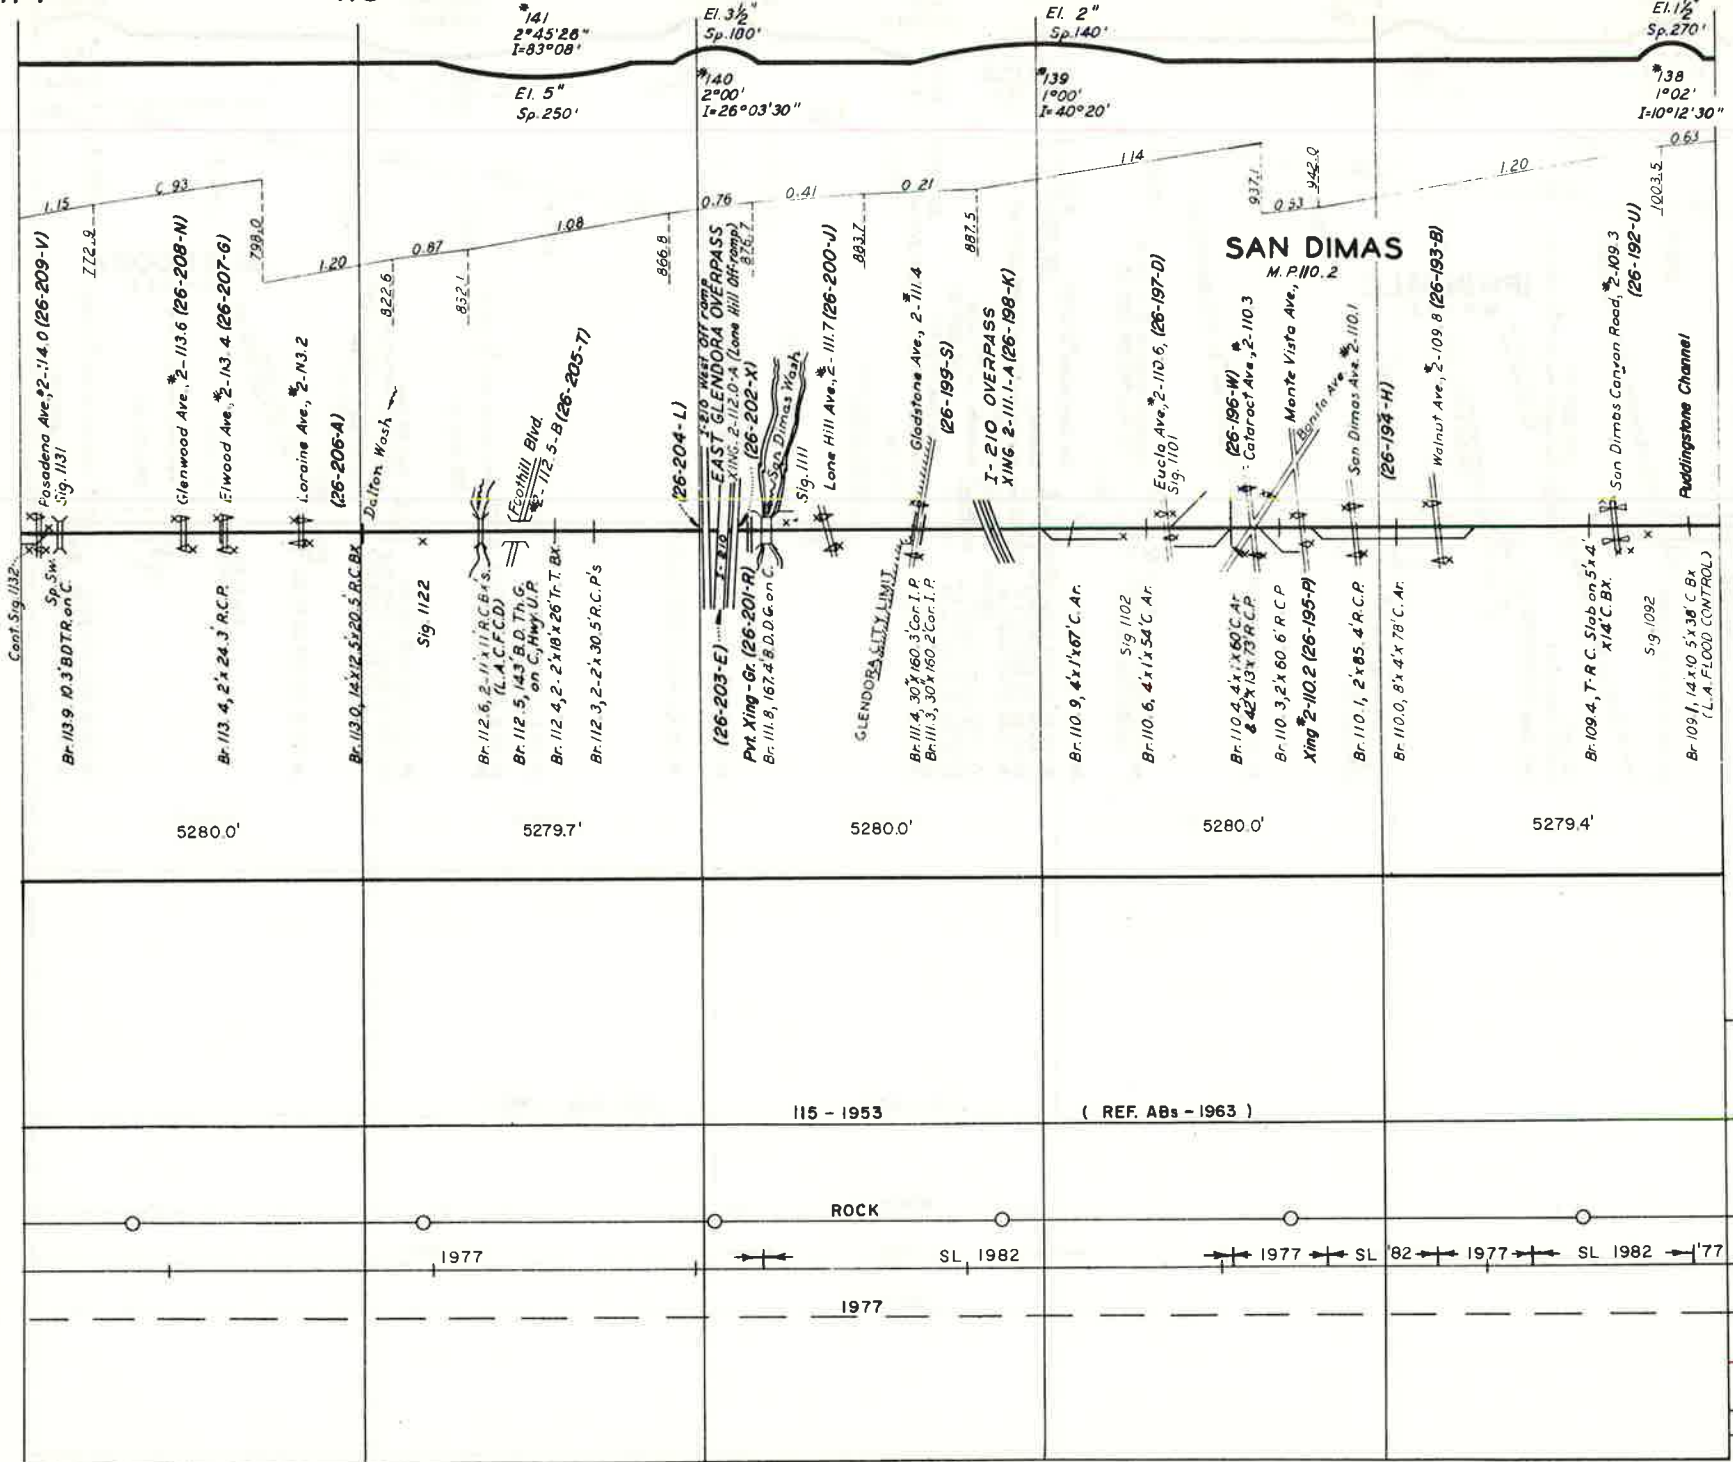 #141
2°45'26"
I=83°08'
El. 5"
Sp. 250'
El. 3½"
Sp. 180'
#140
2°00'
I=26°03'30"
El. 2"
Sp. 140'
#139
1°00'
I=40°20'
El. 1½"
Sp. 270'
#138
1°02'
I=10°12'30"
1.15
772.9
798.0
1.20
822.6
0.87
832.1
1.08
866.8
0.76
876.7
0.41
883.7
0.21
887.5
1.14
937.1
0.53
942.0
1.20
1003.5
0.63
SAN DIMAS
M.P. 110.2
Cont. Sig. 1132
Pasadena Ave., #2-114.0 (26-209-V)
Sig. 1131
Sp. Sw.
Br. 113.9 10.3' BDTR. on C.
Glenwood Ave., #2-113.6 (26-208-N)
Elwood Ave., #2-113.4 (26-207-G)
Br. 113.4, 2'x 24.3' R.C.P.
Loraine Ave., #2-113.2
(26-206-A)
Dalton Wash
Br. 113.0, 14'x12.5'x20.5' R.C. Bx
Sig. 1122
Br. 112.6, 2-11'x11' R.C. Bx's.
(L.A.C.F.C.D.)
Foothill Blvd.
#2-112.5-B (26-205-T)
Br. 112.5, 143' B.D. Th. G.
on C., Hwy. U.P.
Br. 112.4, 2-2'x18'x26' Tr. T. Bx
Br. 112.3, 2-2'x30.5' R.C.P.'s
(26-204-L)
I-210 West Off ramp
EAST GLENDORA OVERPASS
XING. 2-112.0-A (Lone Hill Off-ramp)
(26-202-X)
I-210
(26-203-E)
Pvt. Xing-Gr. (26-201-R)
San Dimas Wash
Br. 111.8, 167.4' B.D.D.G. on C.
Sig. 1111
Lone Hill Ave., #2-111.7 (26-200-J)
GLENDORA CITY LIMIT
Gladstone Ave., #2-111.4
(26-199-S)
Br. 111.4, 30"x160.3' Cor. I.P.
Br. 111.3, 30"x160.2' Cor. I.P.
I-210 OVERPASS
XING. 2-111.1-A (26-198-K)
Br. 110.9, 4'x1'x67' C. Ar.
Sig 1102
Br. 110.6, 4'x1'x54' C. Ar.
Eucla Ave., #2-110.6, (26-197-D)
Sig. 1101
(26-196-W)
Cataract Ave., #2-110.3
Br. 110.4, 4'x1'x60' C. Ar
& 42"x13'x73' R.C.P.
Br. 110.3, 2'x60.6' R.C.P.
Monte Vista Ave.,
Xing #2-110.2 (26-195-P)
Bonita Ave.
San Dimas Ave. #2-110.1
(26-194-H)
Br. 110.1, 2'x85.4' R.C.P.
Br. 110.0, 8'x4'x78' C. Ar.
Walnut Ave., #2-109.8 (26-193-B)
Br. 109.4, T-R C. Slab on 5'x4'
x14' C. BX.
San Dimas Canyon Road, #2-109.3
(26-192-U)
Sig. 1092
Puddingstone Channel
Br 109.1, 14'x10.5'x38' C Bx
(L.A. FLOOD CONTROL)
5280.0' 5279.7' 5280.0' 5280.0' 5279.4'
115 - 1953 ( REF. ABs - 1963 )
ROCK
1977 SL 1982 1977 SL '82 1977 SL 1982 '77
1977